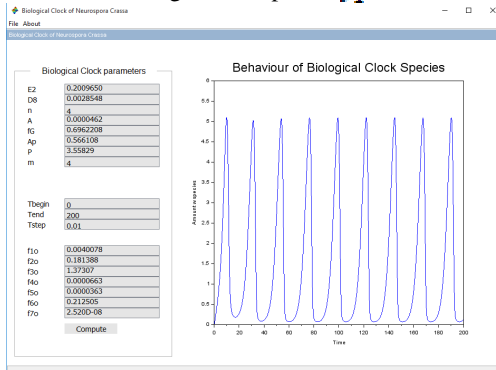 Biological Clock of Neurospora Crassa
File About
Biological Clock of Neurospora Crassa
Biological Clock parameters
E2 0.2009650
D8 0.0028548
n 4
A 0.0000462
fG 0.6962208
Ap 0.566108
P 3.55829
m 4
Tbegin 0
Tend 200
Tstep 0.01
f1o 0.0040078
f2o 0.181388
f3o 1.37307
f4o 0.0000663
f5o 0.0000363
f6o 0.212505
f7o 2.520D-08
Compute
Behaviour of Biological Clock Species
6
5.5
5
4.5
4
3.5
3
2.5
2
1.5
1
0.5
0
0 20 40 60 80 100 120 140 160 180 200
Time